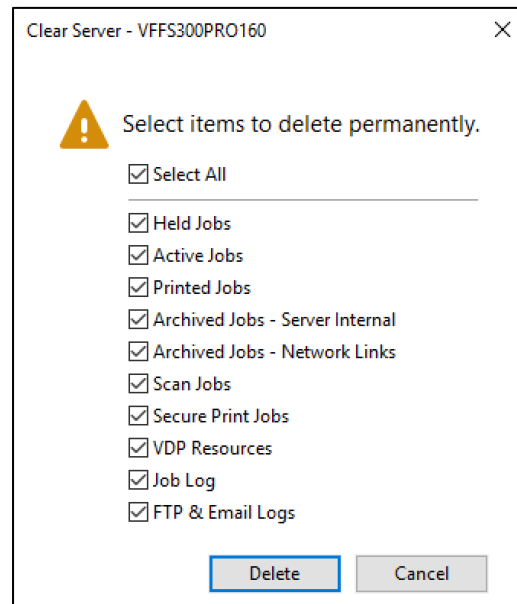 Clear Server - VFFS300PRO160
Select items to delete permanently.
Select All
Held Jobs
Active Jobs
Printed Jobs
Archived Jobs - Server Internal
Archived Jobs - Network Links
Scan Jobs
Secure Print Jobs
VDP Resources
Job Log
FTP & Email Logs
Delete Cancel